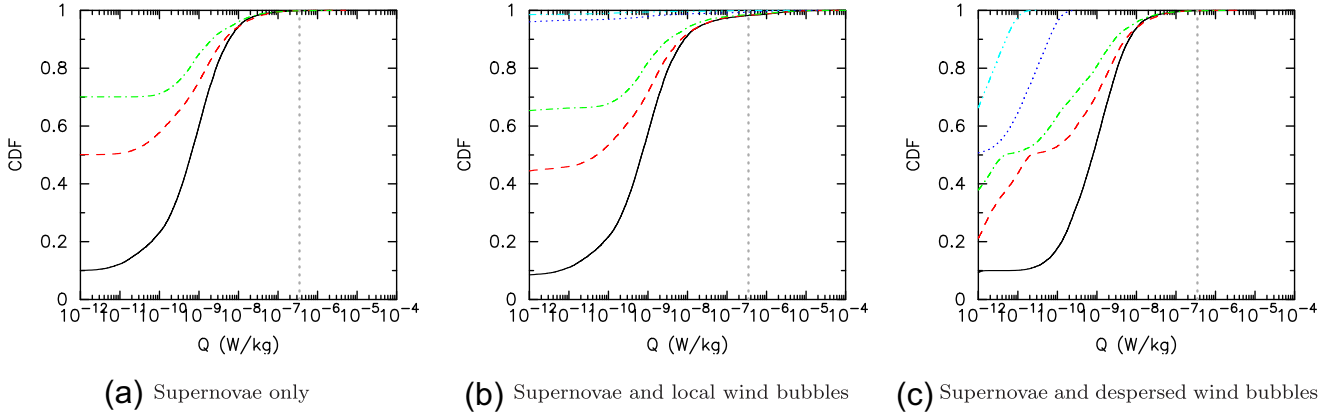 CDF
1
0.8
0.6
0.4
0.2
0
10⁻¹² 10⁻¹¹ 10⁻¹⁰ 10⁻⁹ 10⁻⁸ 10⁻⁷ 10⁻⁶ 10⁻⁵ 10⁻⁴
Q (W/kg)
(a) Supernovae only
CDF
1
0.8
0.6
0.4
0.2
0
10⁻¹² 10⁻¹¹ 10⁻¹⁰ 10⁻⁹ 10⁻⁸ 10⁻⁷ 10⁻⁶ 10⁻⁵ 10⁻⁴
Q (W/kg)
(b) Supernovae and local wind bubbles
CDF
1
0.8
0.6
0.4
0.2
0
10⁻¹² 10⁻¹¹ 10⁻¹⁰ 10⁻⁹ 10⁻⁸ 10⁻⁷ 10⁻⁶ 10⁻⁵ 10⁻⁴
Q (W/kg)
(c) Supernovae and despersed wind bubbles